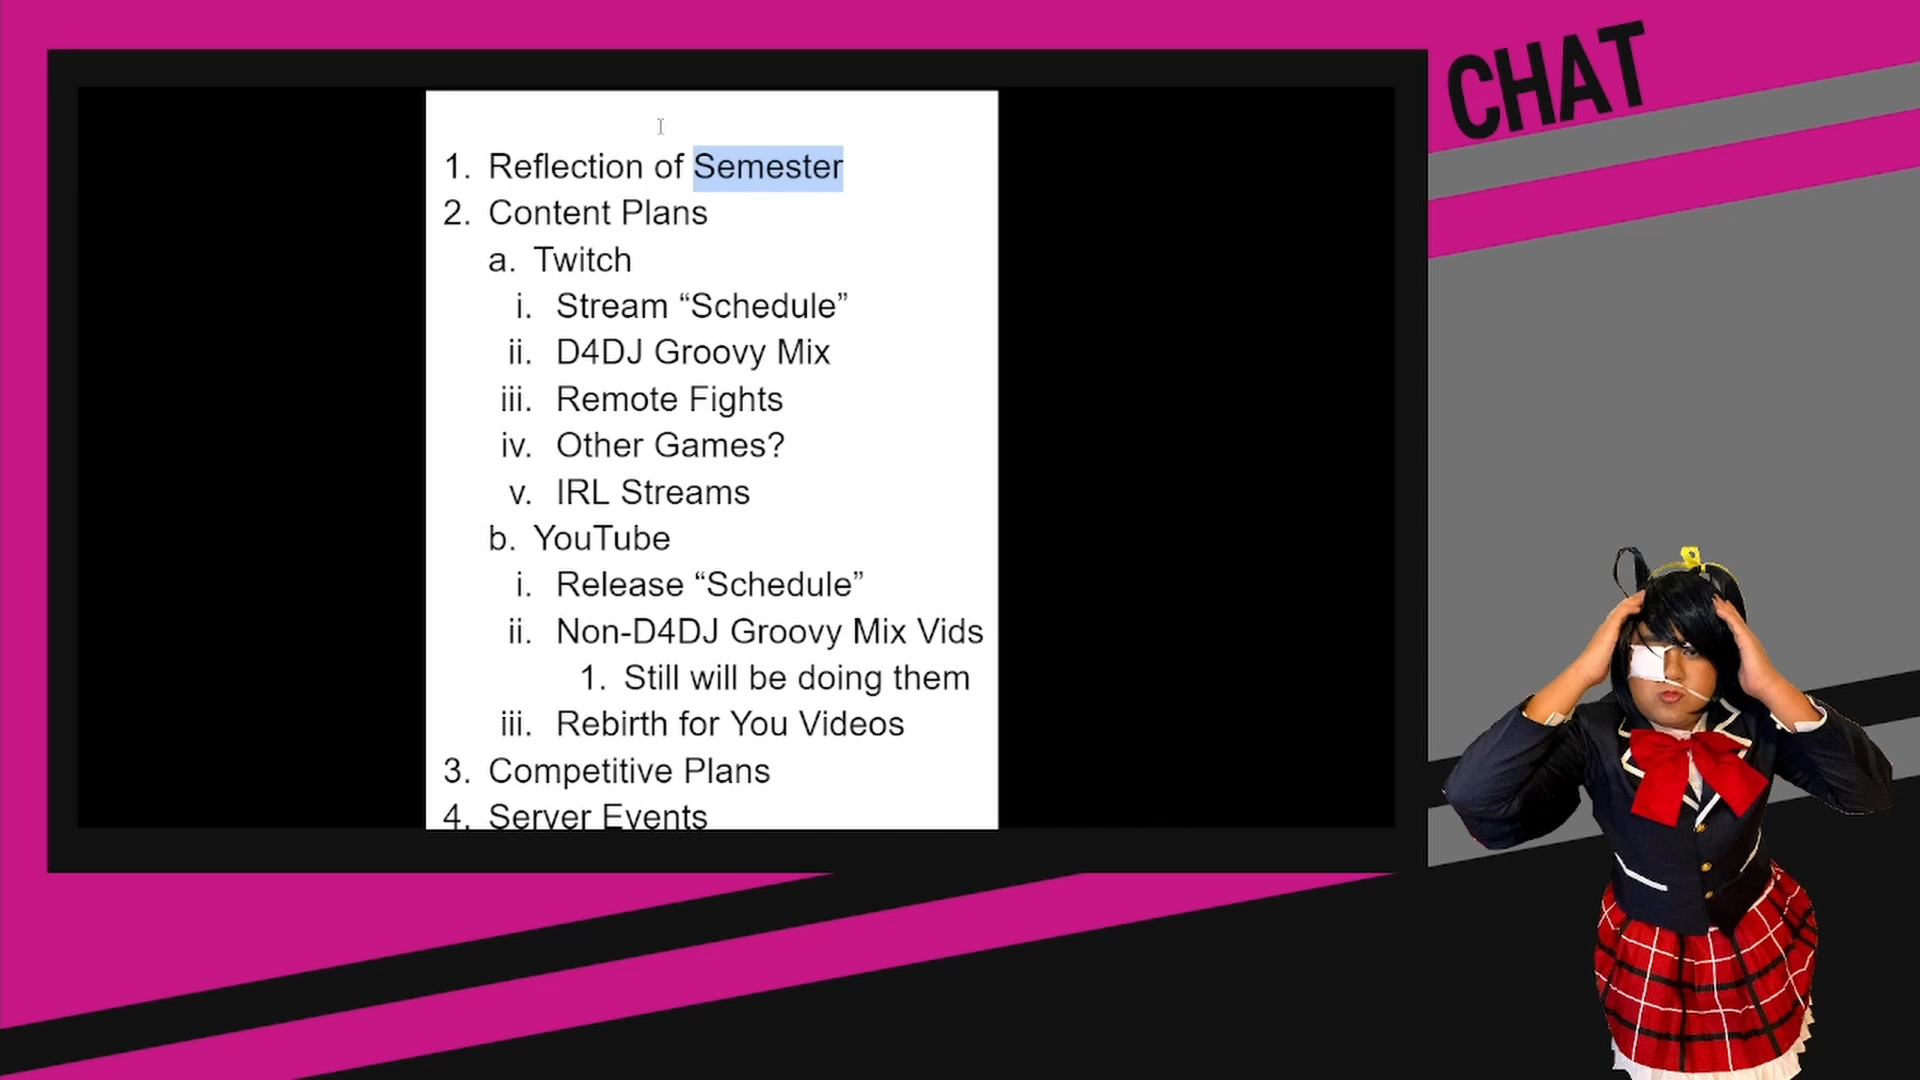 CHAT
1. Reflection of Semester
2. Content Plans
a. Twitch
i. Stream “Schedule”
ii. D4DJ Groovy Mix
iii. Remote Fights
iv. Other Games?
v. IRL Streams
b. YouTube
i. Release “Schedule”
ii. Non-D4DJ Groovy Mix Vids
1. Still will be doing them
iii. Rebirth for You Videos
3. Competitive Plans
4. Server Events